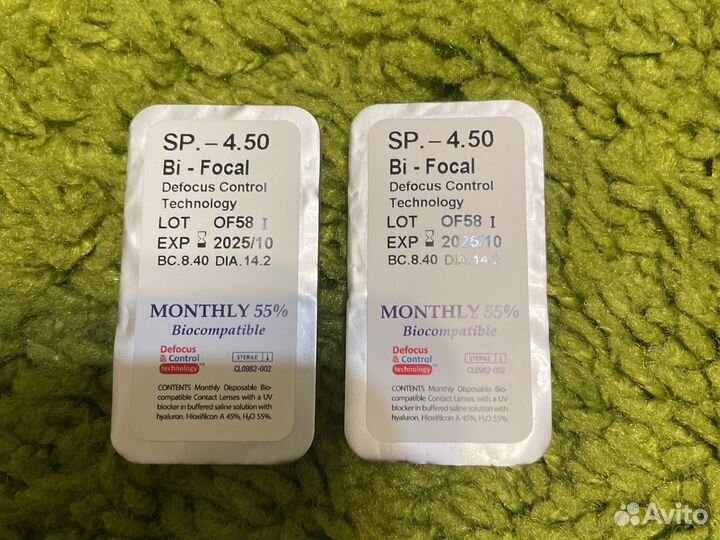 SP. – 4.50
Bi - Focal
Defocus Control
Technology
LOT OF58 I
EXP 2025/10
BC.8.40 DIA.14.2
MONTHLY 55%
Biocompatible
Defocus
& Control
technology™
STERILE
CL0982-002
CONTENTS Monthly Disposable Bio-
compatible Contact Lenses with a UV
blocker in buffered saline solution with
hyaluron. Hioxifilcon A 45%, H₂O 55%.
SP. – 4.50
Bi - Focal
Defocus Control
Technology
LOT OF58 I
EXP 2025/10
BC.8.40 DIA.14.2
MONTHLY 55%
Biocompatible
Defocus
& Control
technology™
STERILE
CL0982-002
CONTENTS Monthly Disposable Bio-
compatible Contact Lenses with a UV
blocker in buffered saline solution with
hyaluron. Hioxifilcon A 45%, H₂O 55%.
Avito